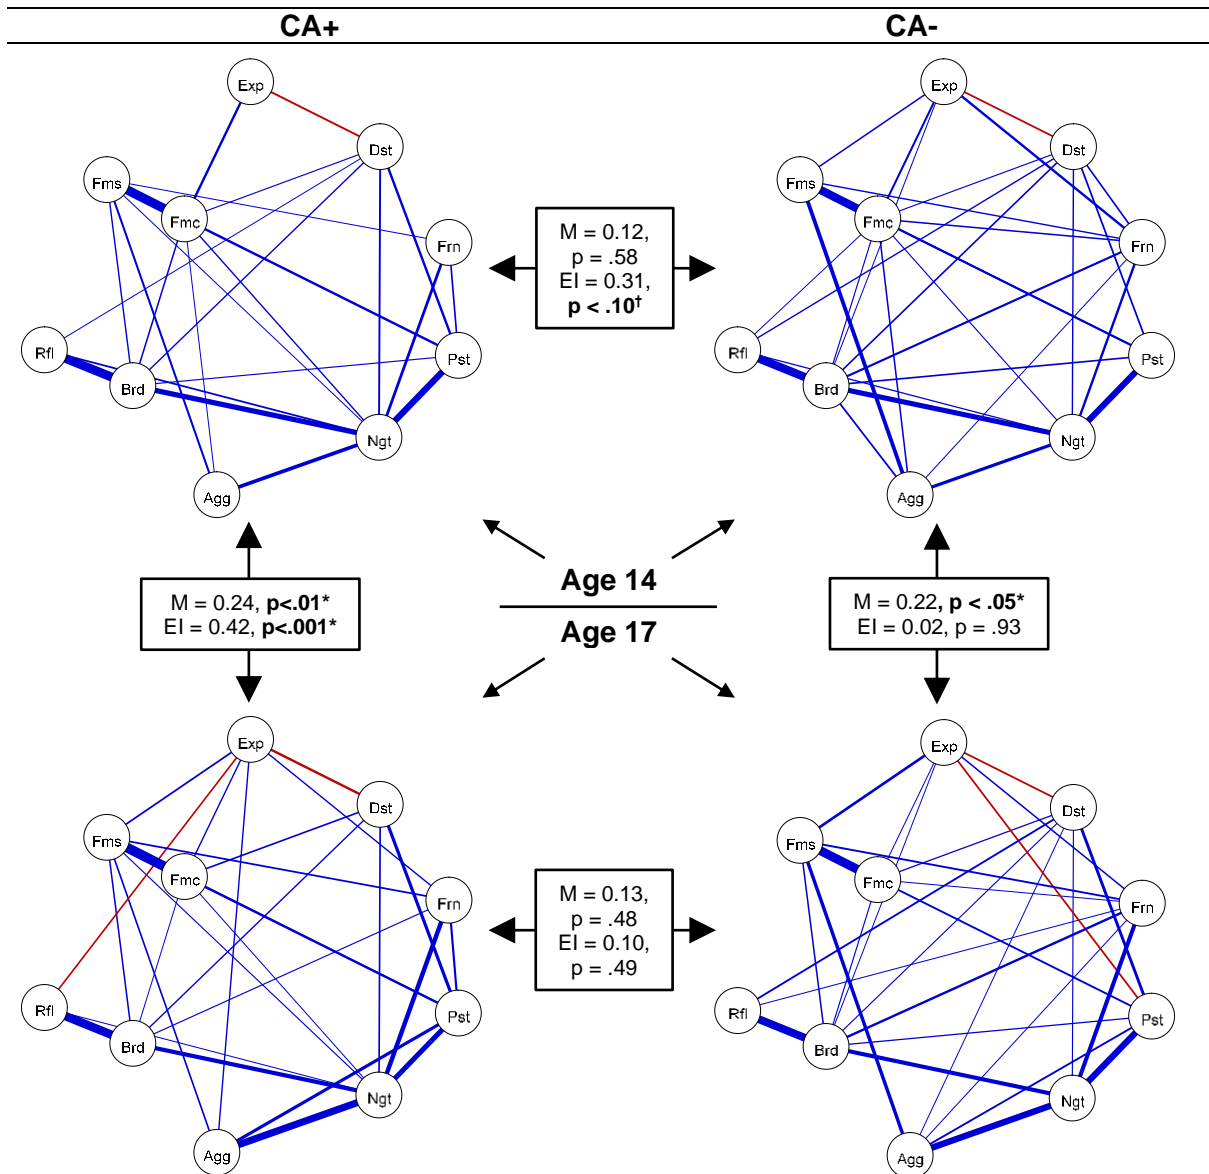 CA+ CA-
Exp
Dst
Fms
Fmc
Frn
Rfl
Brd
Pst
Ngt
Agg
M = 0.12,
p = .58
EI = 0.31,
p < .10†
Exp
Dst
Fms
Fmc
Frn
Rfl
Brd
Pst
Ngt
Agg
M = 0.24, p<.01*
EI = 0.42, p<.001*
Age 14
Age 17
M = 0.22, p < .05*
EI = 0.02, p = .93
Exp
Dst
Fms
Fmc
Frn
Rfl
Brd
Pst
Ngt
Agg
M = 0.13,
p = .48
EI = 0.10,
p = .49
Exp
Dst
Fms
Fmc
Frn
Rfl
Brd
Pst
Ngt
Agg